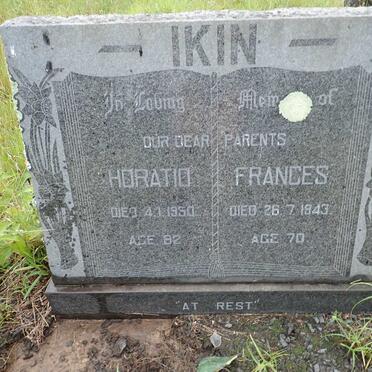 IKIN
In Loving Memory of
OUR DEAR PARENTS
HORATIO FRANCES
DIED 4.1.1950. DIED 26.7.1943.
AGE 82 AGE 70
"AT REST"